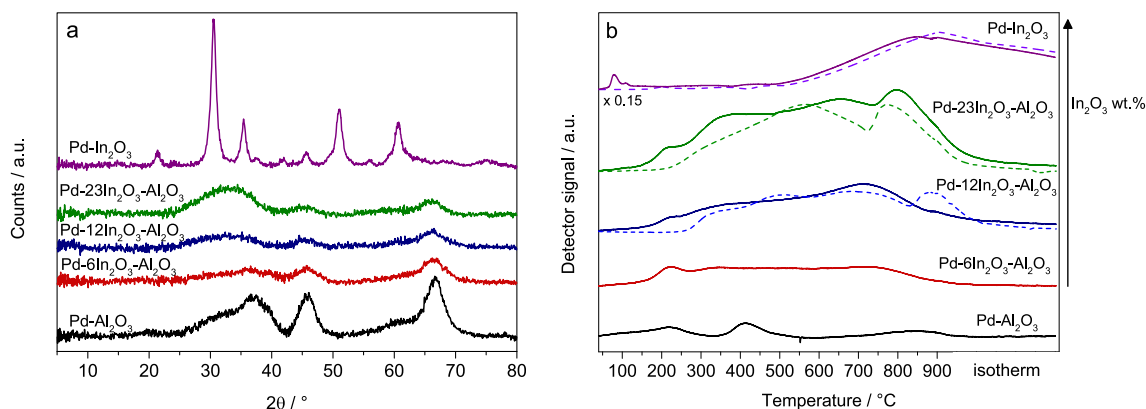 a
Counts / a.u.
Pd-In₂O₃
Pd-23In₂O₃-Al₂O₃
Pd-12In₂O₃-Al₂O₃
Pd-6In₂O₃-Al₂O₃
Pd-Al₂O₃
10 20 30 40 50 60 70 80
2θ / °
b
Detector signal / a.u.
Pd-In₂O₃
x 0.15
Pd-23In₂O₃-Al₂O₃
Pd-12In₂O₃-Al₂O₃
Pd-6In₂O₃-Al₂O₃
Pd-Al₂O₃
In₂O₃ wt.%
100 200 300 400 500 600 700 800 900 isotherm
Temperature / °C